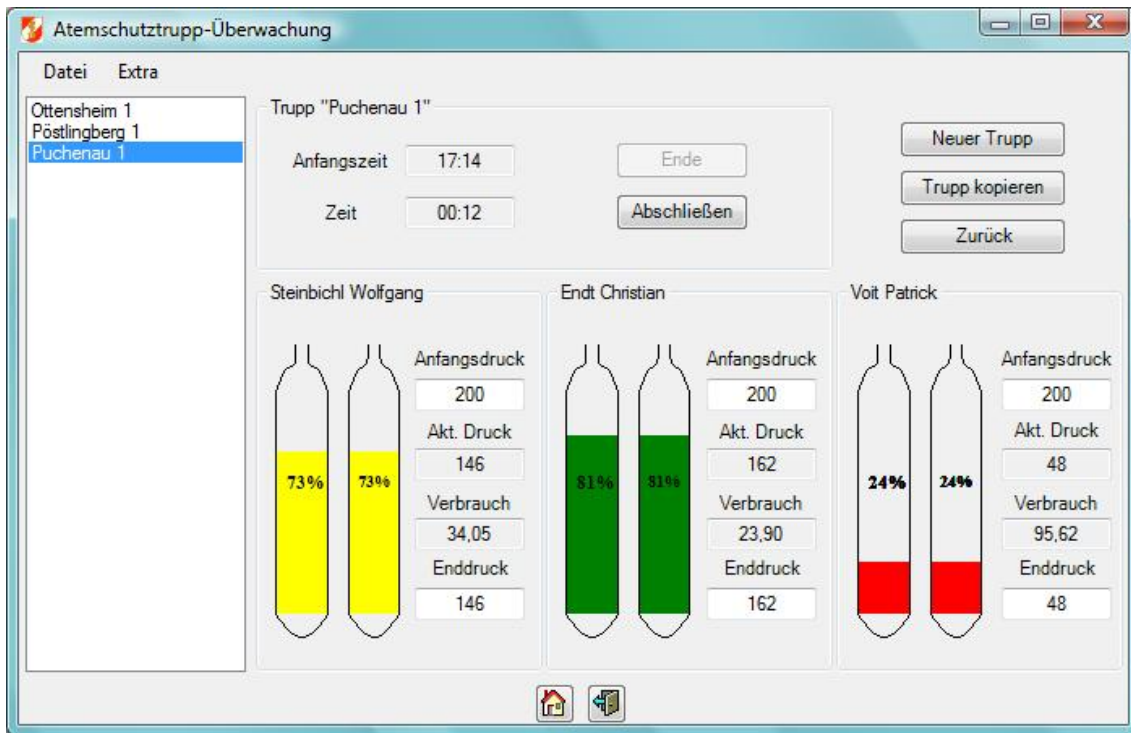 Atemschutztrupp-Überwachung
Datei Extra
Ottensheim 1
Pöstlingberg 1
Puchenau 1
Trupp "Puchenau 1"
Anfangszeit 17:14 Ende
Zeit 00:12 Abschließen
Neuer Trupp
Trupp kopieren
Zurück
Steinbichl Wolfgang
Anfangsdruck
200
Akt. Druck
146
73% 73%
Verbrauch
34,05
Enddruck
146
Endt Christian
Anfangsdruck
200
Akt. Druck
162
81% 81%
Verbrauch
23,90
Enddruck
162
Voit Patrick
Anfangsdruck
200
Akt. Druck
48
24% 24%
Verbrauch
95,62
Enddruck
48